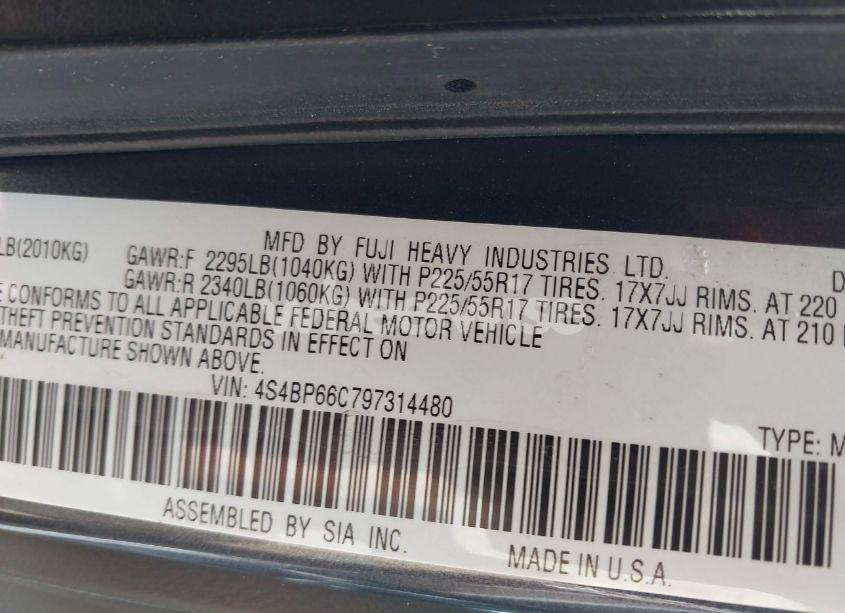 MFD BY FUJI HEAVY INDUSTRIES LTD.
LB(2010KG) GAWR:F 2295LB(1040KG) WITH P225/55R17 TIRES. 17X7JJ RIMS. AT 220
GAWR:R 2340LB(1060KG) WITH P225/55R17 TIRES. 17X7JJ RIMS. AT 210
CONFORMS TO ALL APPLICABLE FEDERAL MOTOR VEHICLE
THEFT PREVENTION STANDARDS IN EFFECT ON
MANUFACTURE SHOWN ABOVE.
VIN: 4S4BP66C797314480
TYPE: M
ASSEMBLED BY SIA INC.
MADE IN U.S.A.